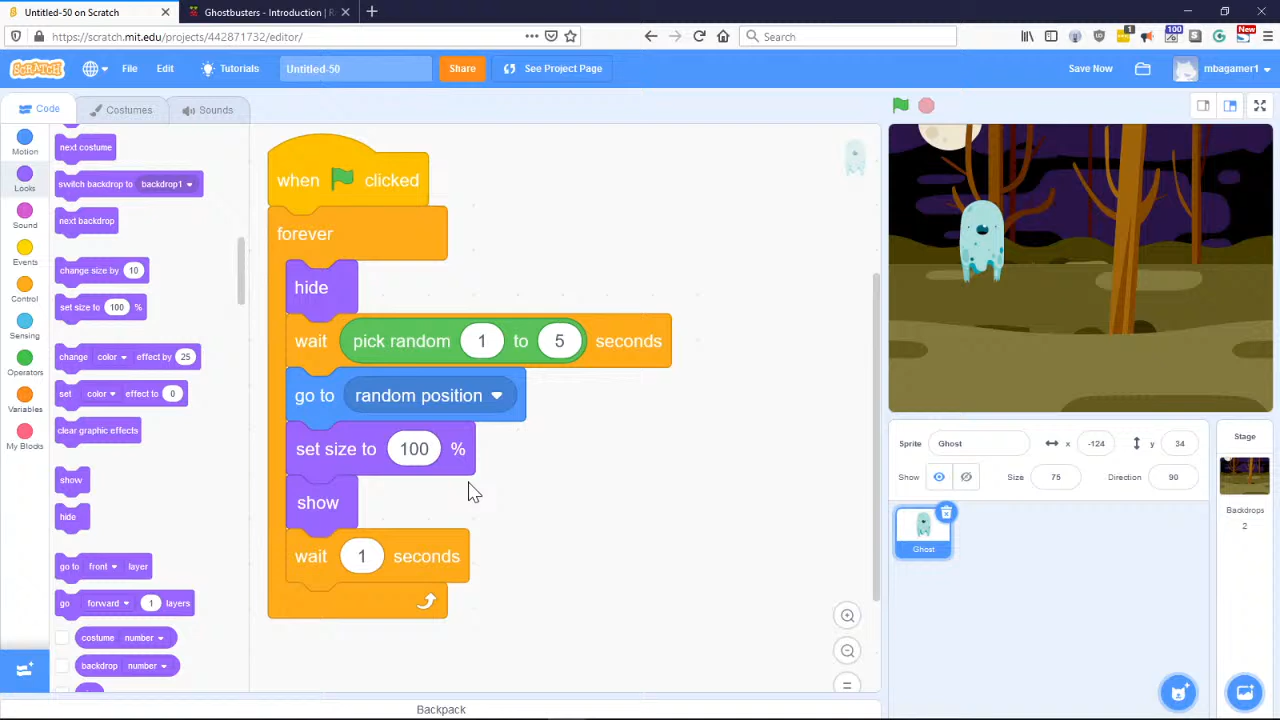 Untitled-50 on Scratch
Ghostbusters - Introduction | R
https://scratch.mit.edu/projects/442871732/editor/
Search
1
100
New
SCRATCH
File
Edit
Tutorials
Untitled-50
Share
See Project Page
Save Now
mbagamer1
Code
Costumes
Sounds
Motion
Looks
Sound
Events
Control
Sensing
Operators
Variables
My Blocks
next costume
switch backdrop to backdrop1
next backdrop
change size by 10
set size to 100 %
change color effect by 25
set color effect to 0
clear graphic effects
show
hide
go to front layer
go forward 1 layers
costume number
backdrop number
when clicked
forever
hide
wait pick random 1 to 5 seconds
go to random position
set size to 100 %
show
wait 1 seconds
Sprite Ghost x -124 y 34
Show Size 75 Direction 90
Ghost
Stage
Backdrops
2
Backpack